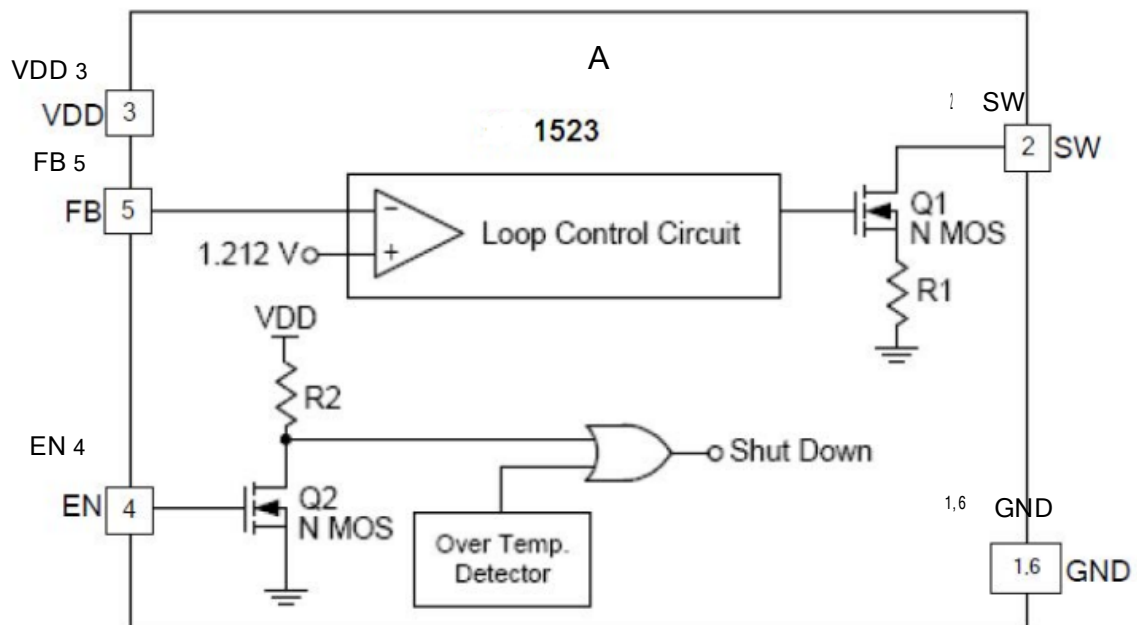 A
VDD 3
VDD 3
2 SW
2 SW
1523
FB 5
FB 5
Q1
N MOS
Loop Control Circuit
−
+
1.212 V
R1
VDD
R2
EN 4
EN 4
Q2
N MOS
Shut Down
Over Temp.
Detector
1,6 GND
1,6 GND